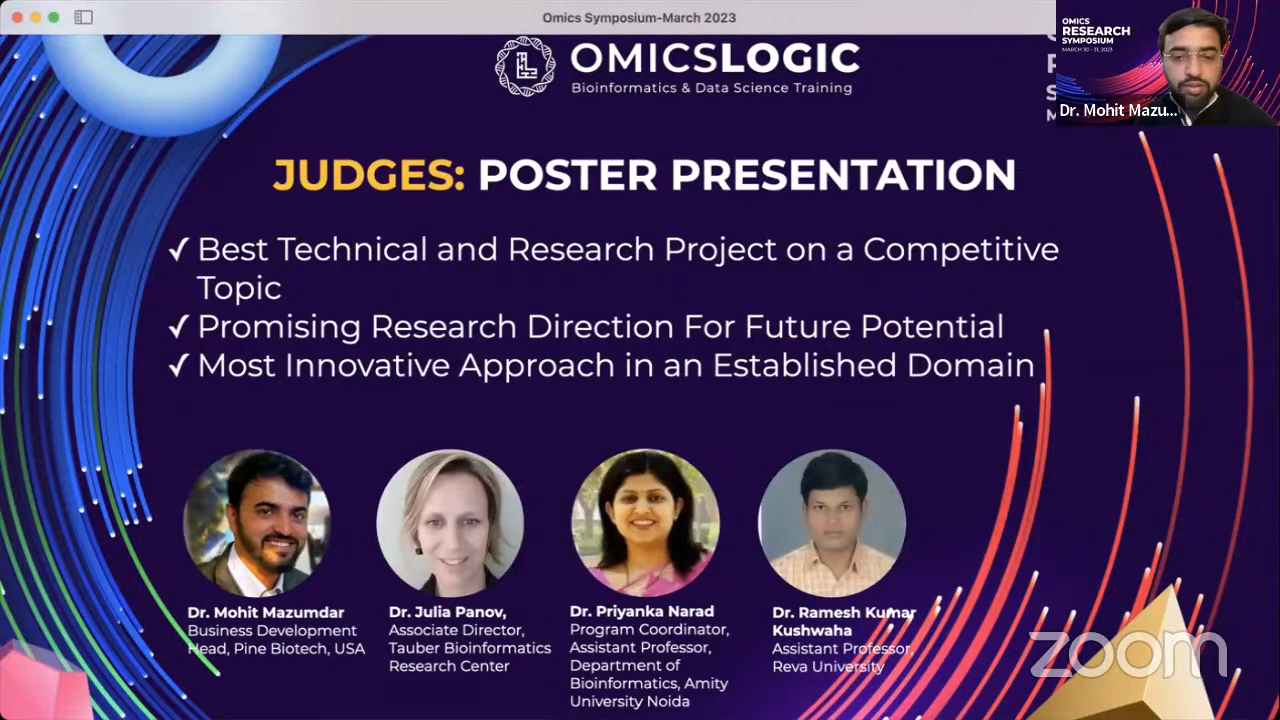 Omics Symposium-March 2023
OMICS
RESEARCH
SYMPOSIUM
MARCH 30 - 31, 2023
Dr. Mohit Mazu...
OMICSLOGIC
Bioinformatics & Data Science Training
JUDGES: POSTER PRESENTATION
✓ Best Technical and Research Project on a Competitive
Topic
✓ Promising Research Direction For Future Potential
✓ Most Innovative Approach in an Established Domain
Dr. Mohit Mazumdar
Business Development
Head, Pine Biotech, USA
Dr. Julia Panov,
Associate Director,
Tauber Bioinformatics
Research Center
Dr. Priyanka Narad
Program Coordinator,
Assistant Professor,
Department of
Bioinformatics, Amity
University Noida
Dr. Ramesh Kumar
Kushwaha
Assistant Professor,
Reva University
zoom